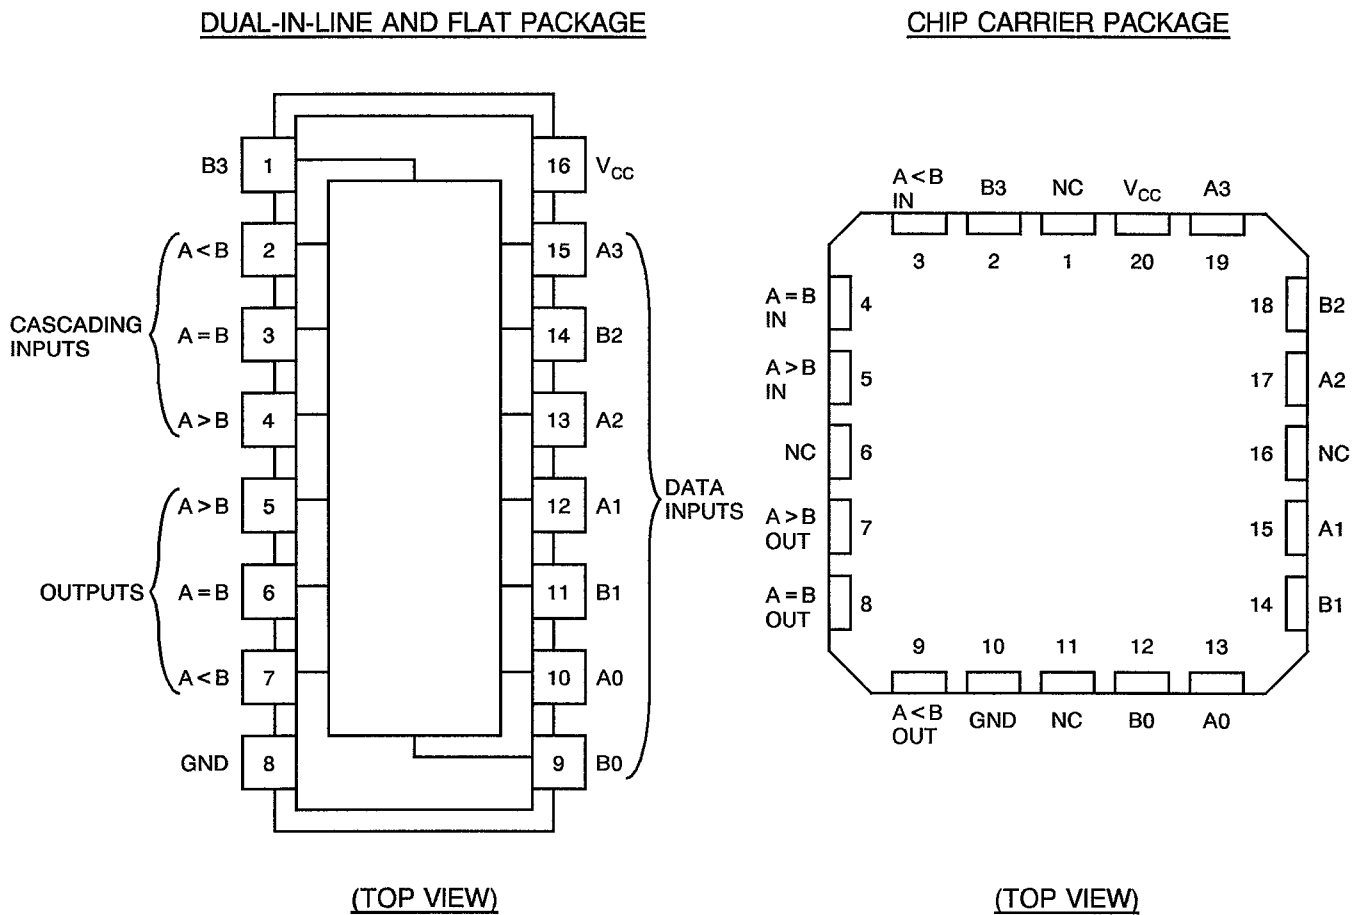 DUAL-IN-LINE AND FLAT PACKAGE
B3 1 16 VCC
A<B 2 15 A3
A=B 3 14 B2
A>B 4 13 A2
A>B 5 12 A1
A=B 6 11 B1
A<B 7 10 A0
GND 8 9 B0
CASCADING
INPUTS
OUTPUTS
DATA
INPUTS
(TOP VIEW)
CHIP CARRIER PACKAGE
A<B
IN
B3
NC
VCC
A3
3 2 1 20 19
A=B
IN
4
18 B2
A>B
IN
5
17 A2
NC 6
16 NC
A>B
OUT
7
15 A1
A=B
OUT
8
14 B1
9 10 11 12 13
A<B
OUT
GND
NC
B0
A0
(TOP VIEW)